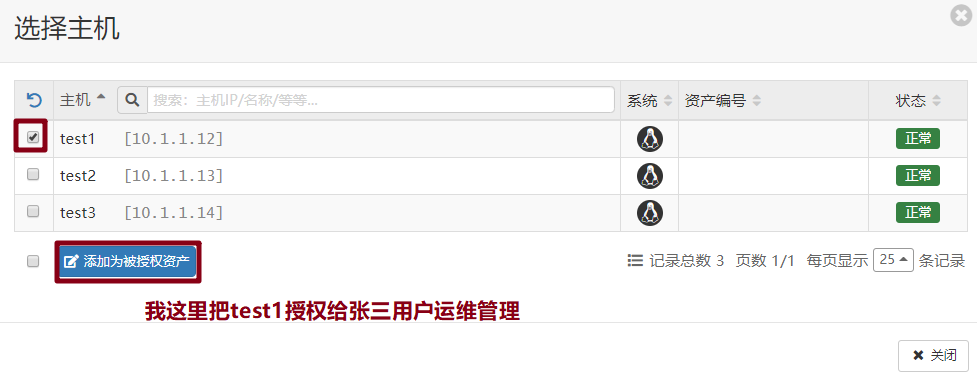 选择主机
主机 搜索：主机IP/名称/等等... 系统 资产编号 状态
test1 [10.1.1.12] 正常
test2 [10.1.1.13] 正常
test3 [10.1.1.14] 正常
添加为被授权资产 记录总数 3 页数 1/1 每页显示 25 条记录
我这里把test1授权给张三用户运维管理
关闭